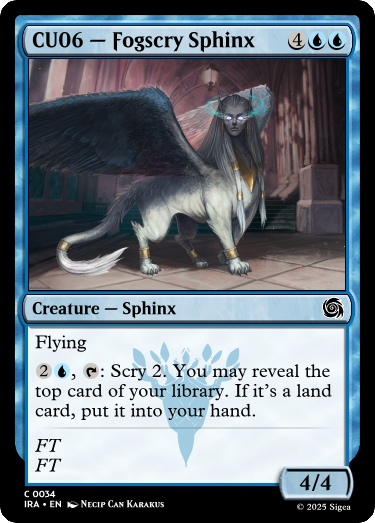 CU06 — Fogscry Sphinx 4
Creature — Sphinx
Flying
2, : Scry 2. You may reveal the
top card of your library. If it's a land
card, put it into your hand.
FT
FT
4/4
C 0034
IRA • EN Necip Can Karakus
© 2025 Sigea